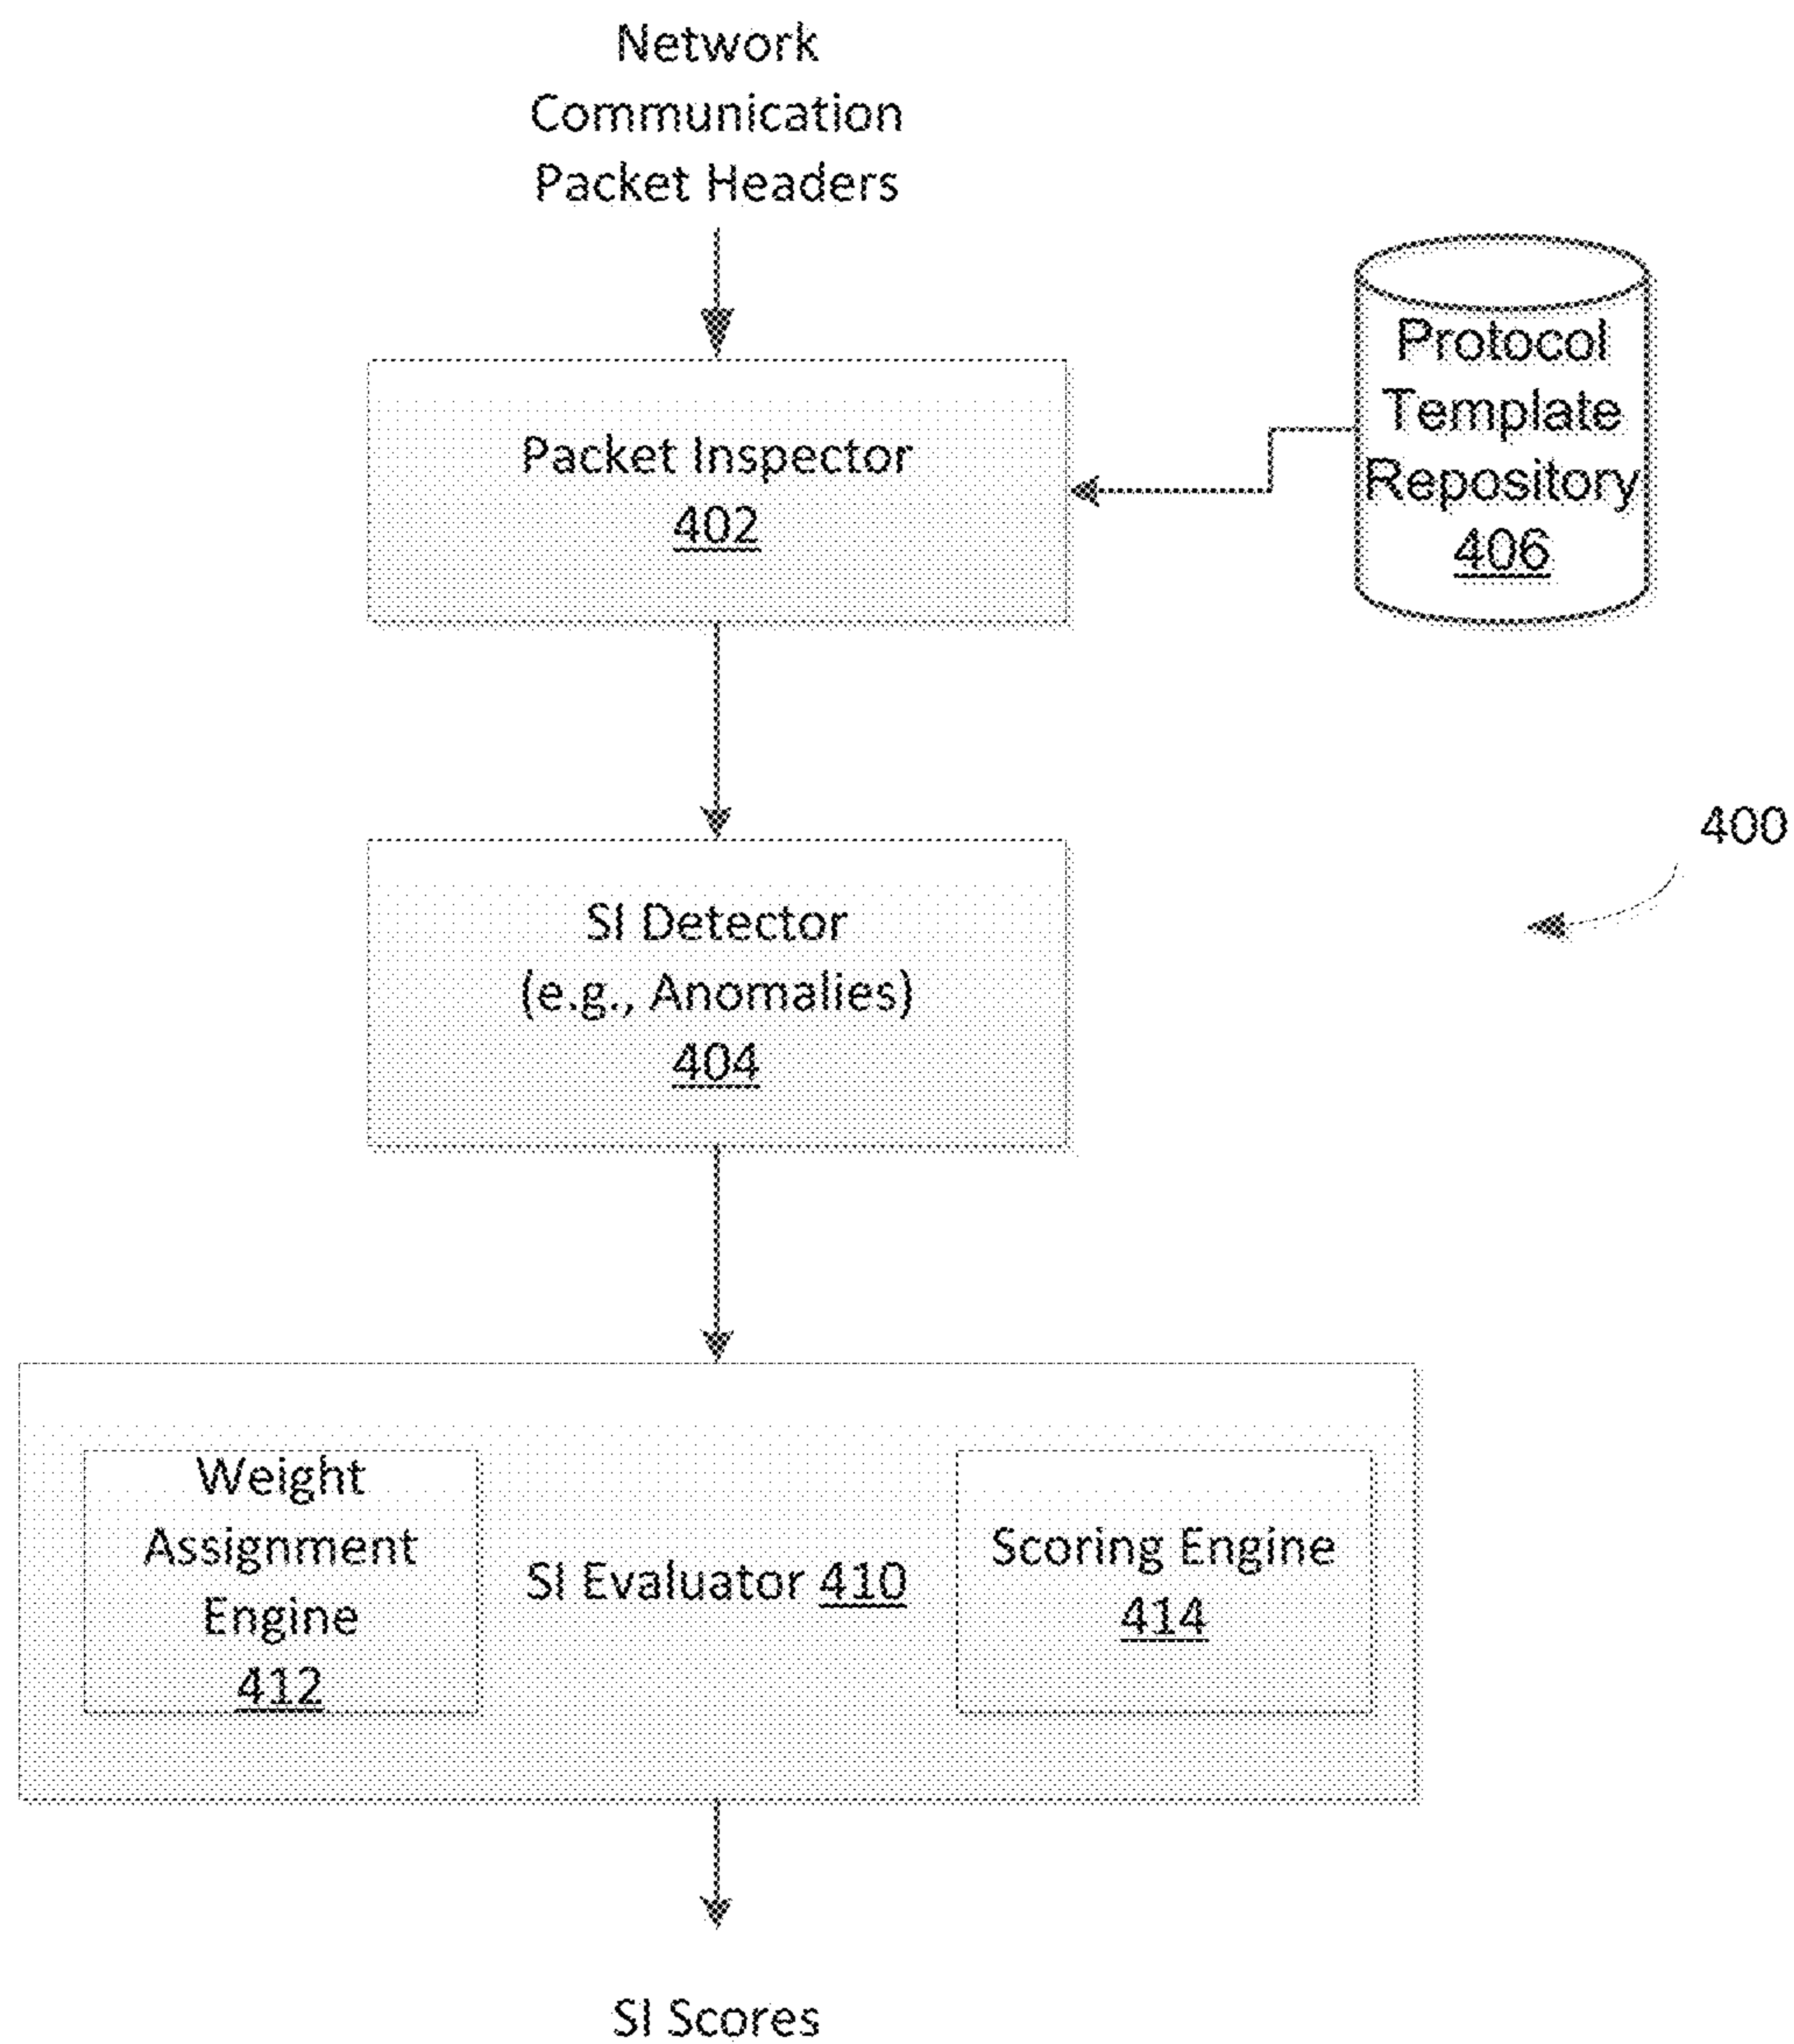 Network
Communication
Packet Headers
Protocol
Template
Repository
406
Packet Inspector
402
400
SI Detector
(e.g., Anomalies)
404
Weight
Assignment
Engine
412
SI Evaluator 410
Scoring Engine
414
SI Scores